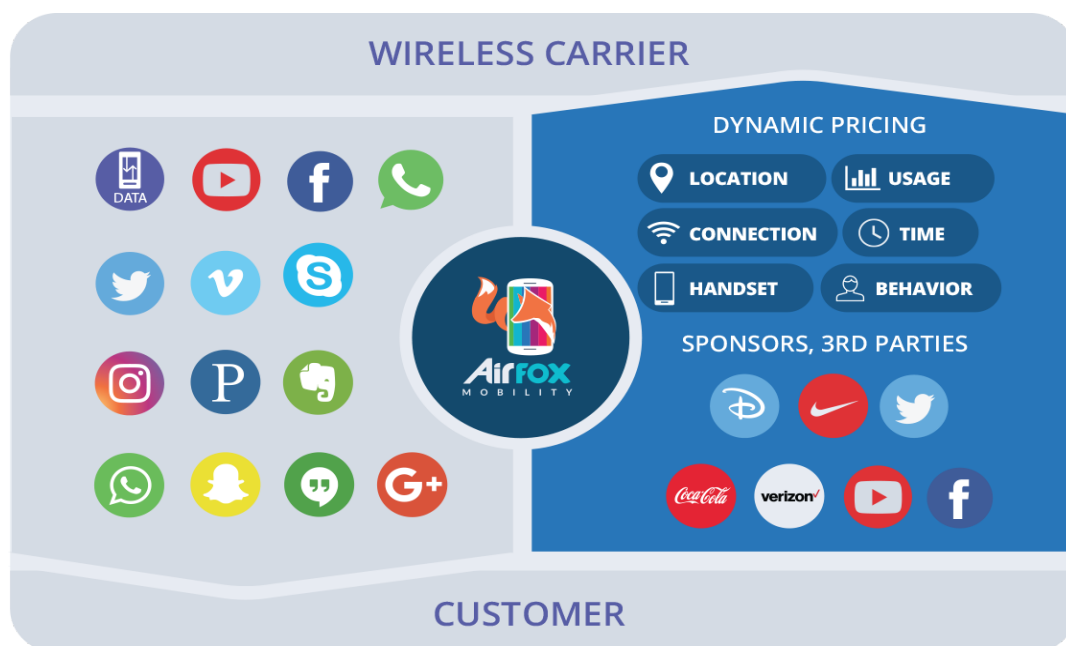 WIRELESS CARRIER
DATA
P
G+
AIRFOX
MOBILITY
DYNAMIC PRICING
LOCATION
USAGE
CONNECTION
TIME
HANDSET
BEHAVIOR
SPONSORS, 3RD PARTIES
Coca-Cola
verizon
CUSTOMER